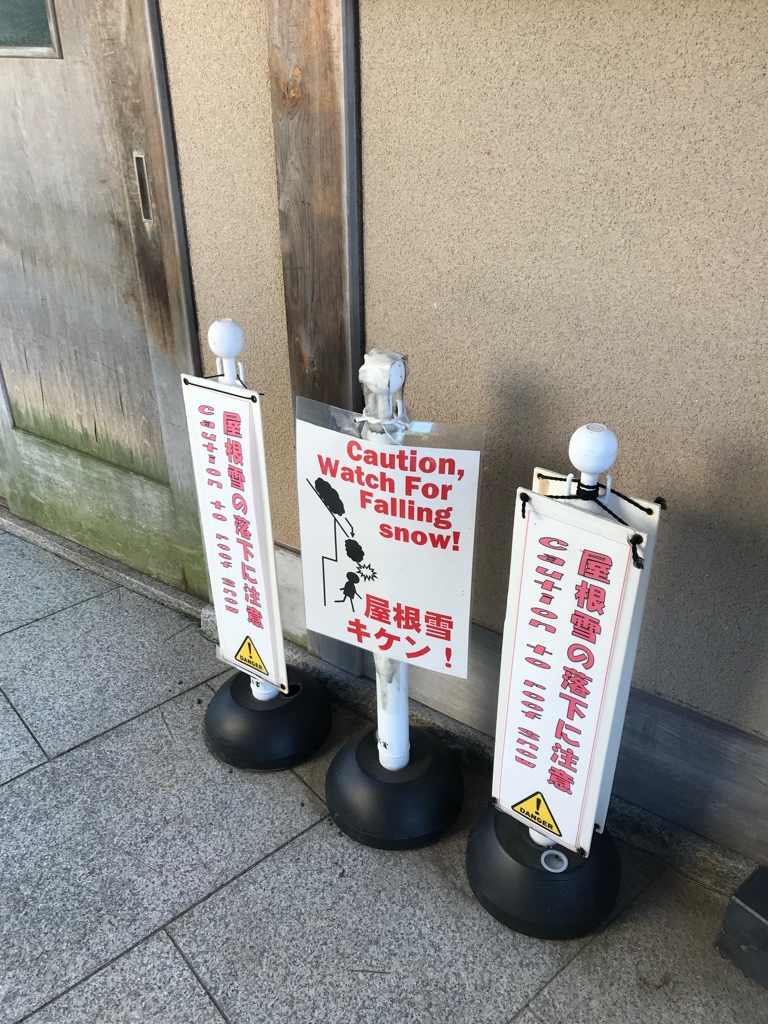 屋根雪の落下に注意
Caution to roof snow
DANGER
Caution,
Watch For
Falling
snow!
屋根雪
キケン!
屋根雪の落下に注意
Caution to roof snow
DANGER